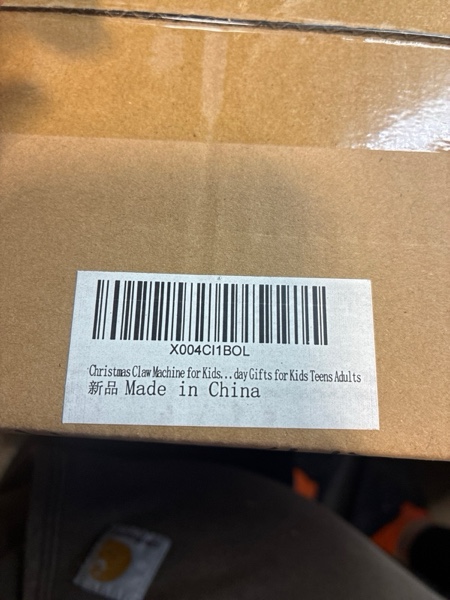 X004CI1BOL
Christmas Claw Machine for Kids...day Gifts for Kids Teens Adults
新品 Made in China